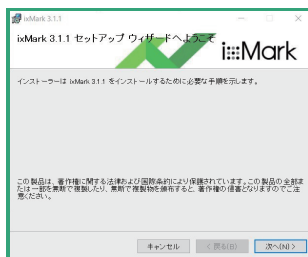 ixMark 3.1.1
ixMark 3.1.1 セットアップ ウィザードへようこそ
ixMark
インストーラーは ixMark 3.1.1 をインストールするために必要な手順を示します。
この製品は、著作権に関する法律および国際条約により保護されています。この製品の全部ま
たは一部を無断で複製したり、無断で複製物を頒布すると、著作権の侵害となりますのでご注
意ください。
キャンセル
< 戻る(B)
次へ(N) >